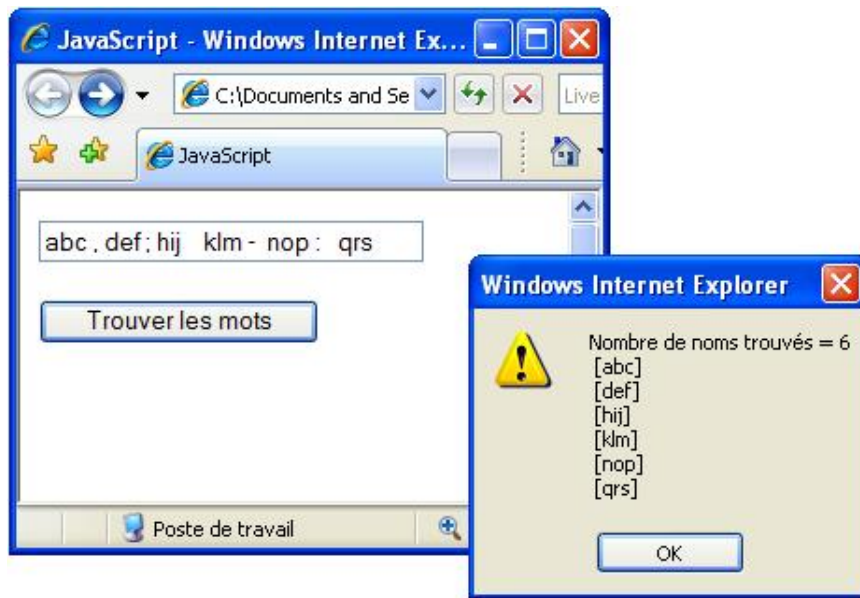 JavaScript - Windows Internet Ex...
C:\Documents and Se
Live
JavaScript
abc , def ; hij klm - nop : qrs
Trouver les mots
Poste de travail
Windows Internet Explorer
Nombre de noms trouvés = 6
[abc]
[def]
[hij]
[klm]
[nop]
[qrs]
OK